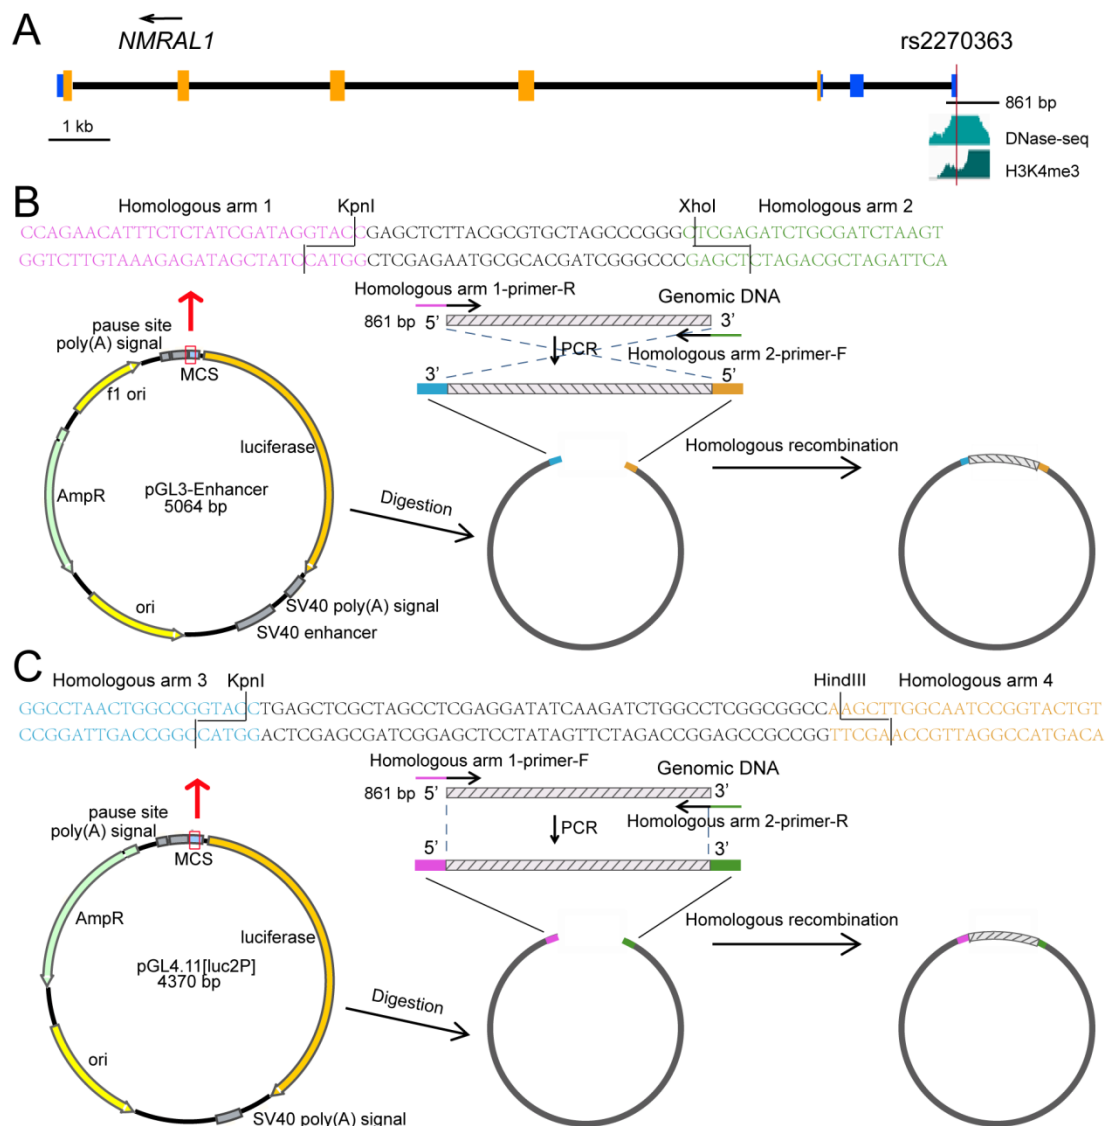 A
NMRAL1
rs2270363
1 kb
861 bp
DNase-seq
H3K4me3
B
Homologous arm 1
KpnI
XhoI
Homologous arm 2
CCAGAACATTTCTCTATCGATAGGTACCGAGCTCTTACGCGTGCTAGCCCGGGCTCGAGATCTGCGATCTAAGT
GGTCTTGTAAAGAGATAGCTATCCATGGCTCGAGAATGCGCACGATCGGGCCCGAGCTCTAGACGCTAGATTCA
Homologous arm 1-primer-R
Genomic DNA
861 bp
5’
3’
PCR
Homologous arm 2-primer-F
3’
5’
pause site
poly(A) signal
MCS
f1 ori
luciferase
AmpR
pGL3-Enhancer
5064 bp
ori
SV40 poly(A) signal
SV40 enhancer
Digestion
Homologous recombination
C
Homologous arm 3
KpnI
HindIII
Homologous arm 4
GGCCTAACTGGCCGGTACCTGAGCTCGCTAGCCTCGAGGATATCAAGATCTGGCCTCGGCGGCCAAGCTTGGCAATCCGGTACTGT
CCGGATTGACCGGCCATGGACTCGAGCGATCGGAGCTCCTATAGTTCTAGACCGGAGCCGCCGGTTCGAACCGTTAGGCCATGACA
Homologous arm 1-primer-F
Genomic DNA
861 bp
5’
3’
PCR
Homologous arm 2-primer-R
5’
3’
pause site
poly(A) signal
MCS
AmpR
luciferase
pGL4.11[luc2P]
4370 bp
ori
SV40 poly(A) signal
Digestion
Homologous recombination